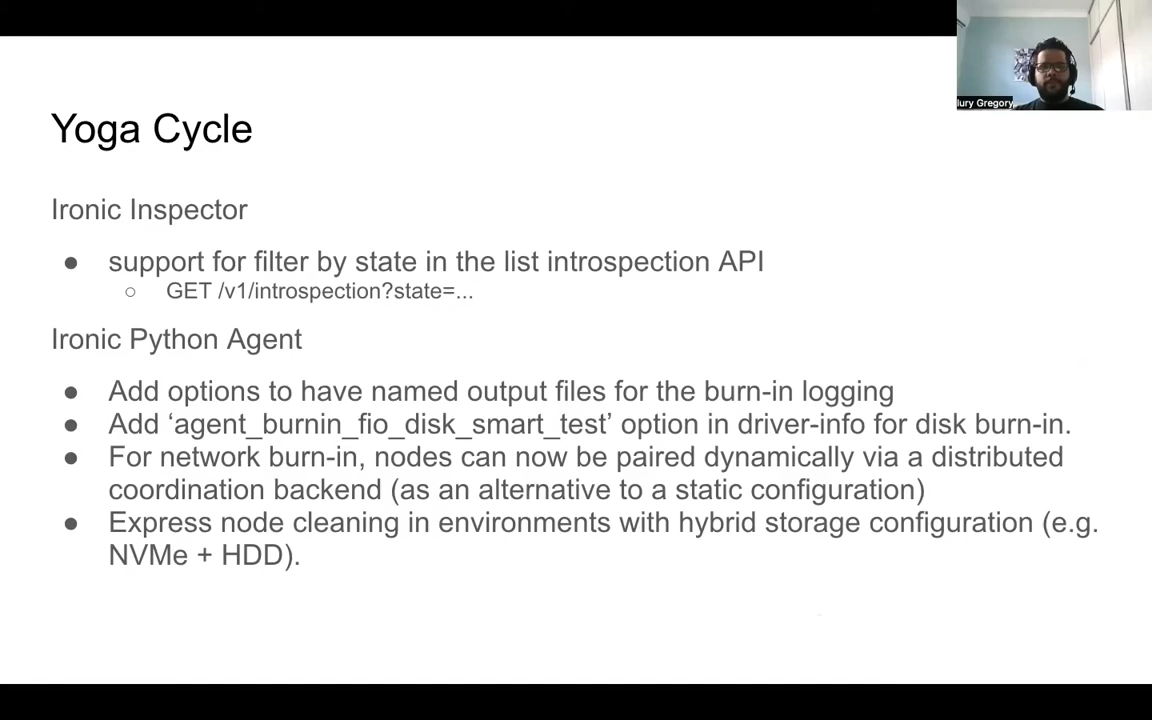 Iury Gregory
Yoga Cycle
Ironic Inspector
● support for filter by state in the list introspection API
○ GET /v1/introspection?state=...
Ironic Python Agent
● Add options to have named output files for the burn-in logging
● Add ‘agent_burnin_fio_disk_smart_test’ option in driver-info for disk burn-in.
● For network burn-in, nodes can now be paired dynamically via a distributed
coordination backend (as an alternative to a static configuration)
● Express node cleaning in environments with hybrid storage configuration (e.g.
NVMe + HDD).